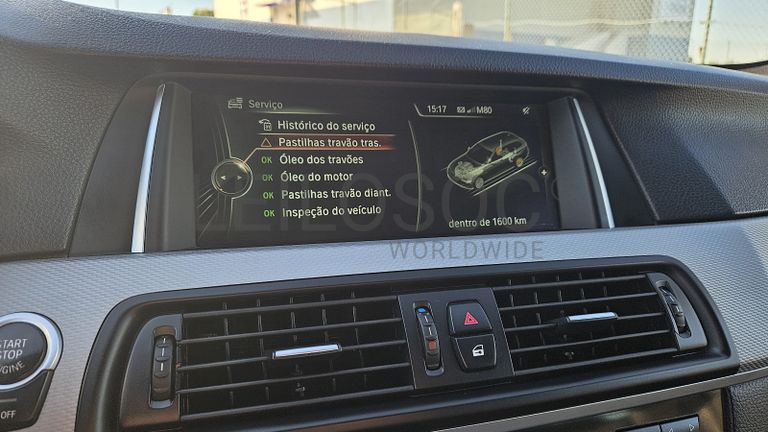 Serviço
15:17 M80
Histórico do serviço
Pastilhas travão tras.
OK Óleo dos travões
OK Óleo do motor
OK Pastilhas travão diant.
OK Inspeção do veículo
dentro de 1600 km
LEILOSOC
WORLDWIDE
START
STOP
ENGINE
OFF